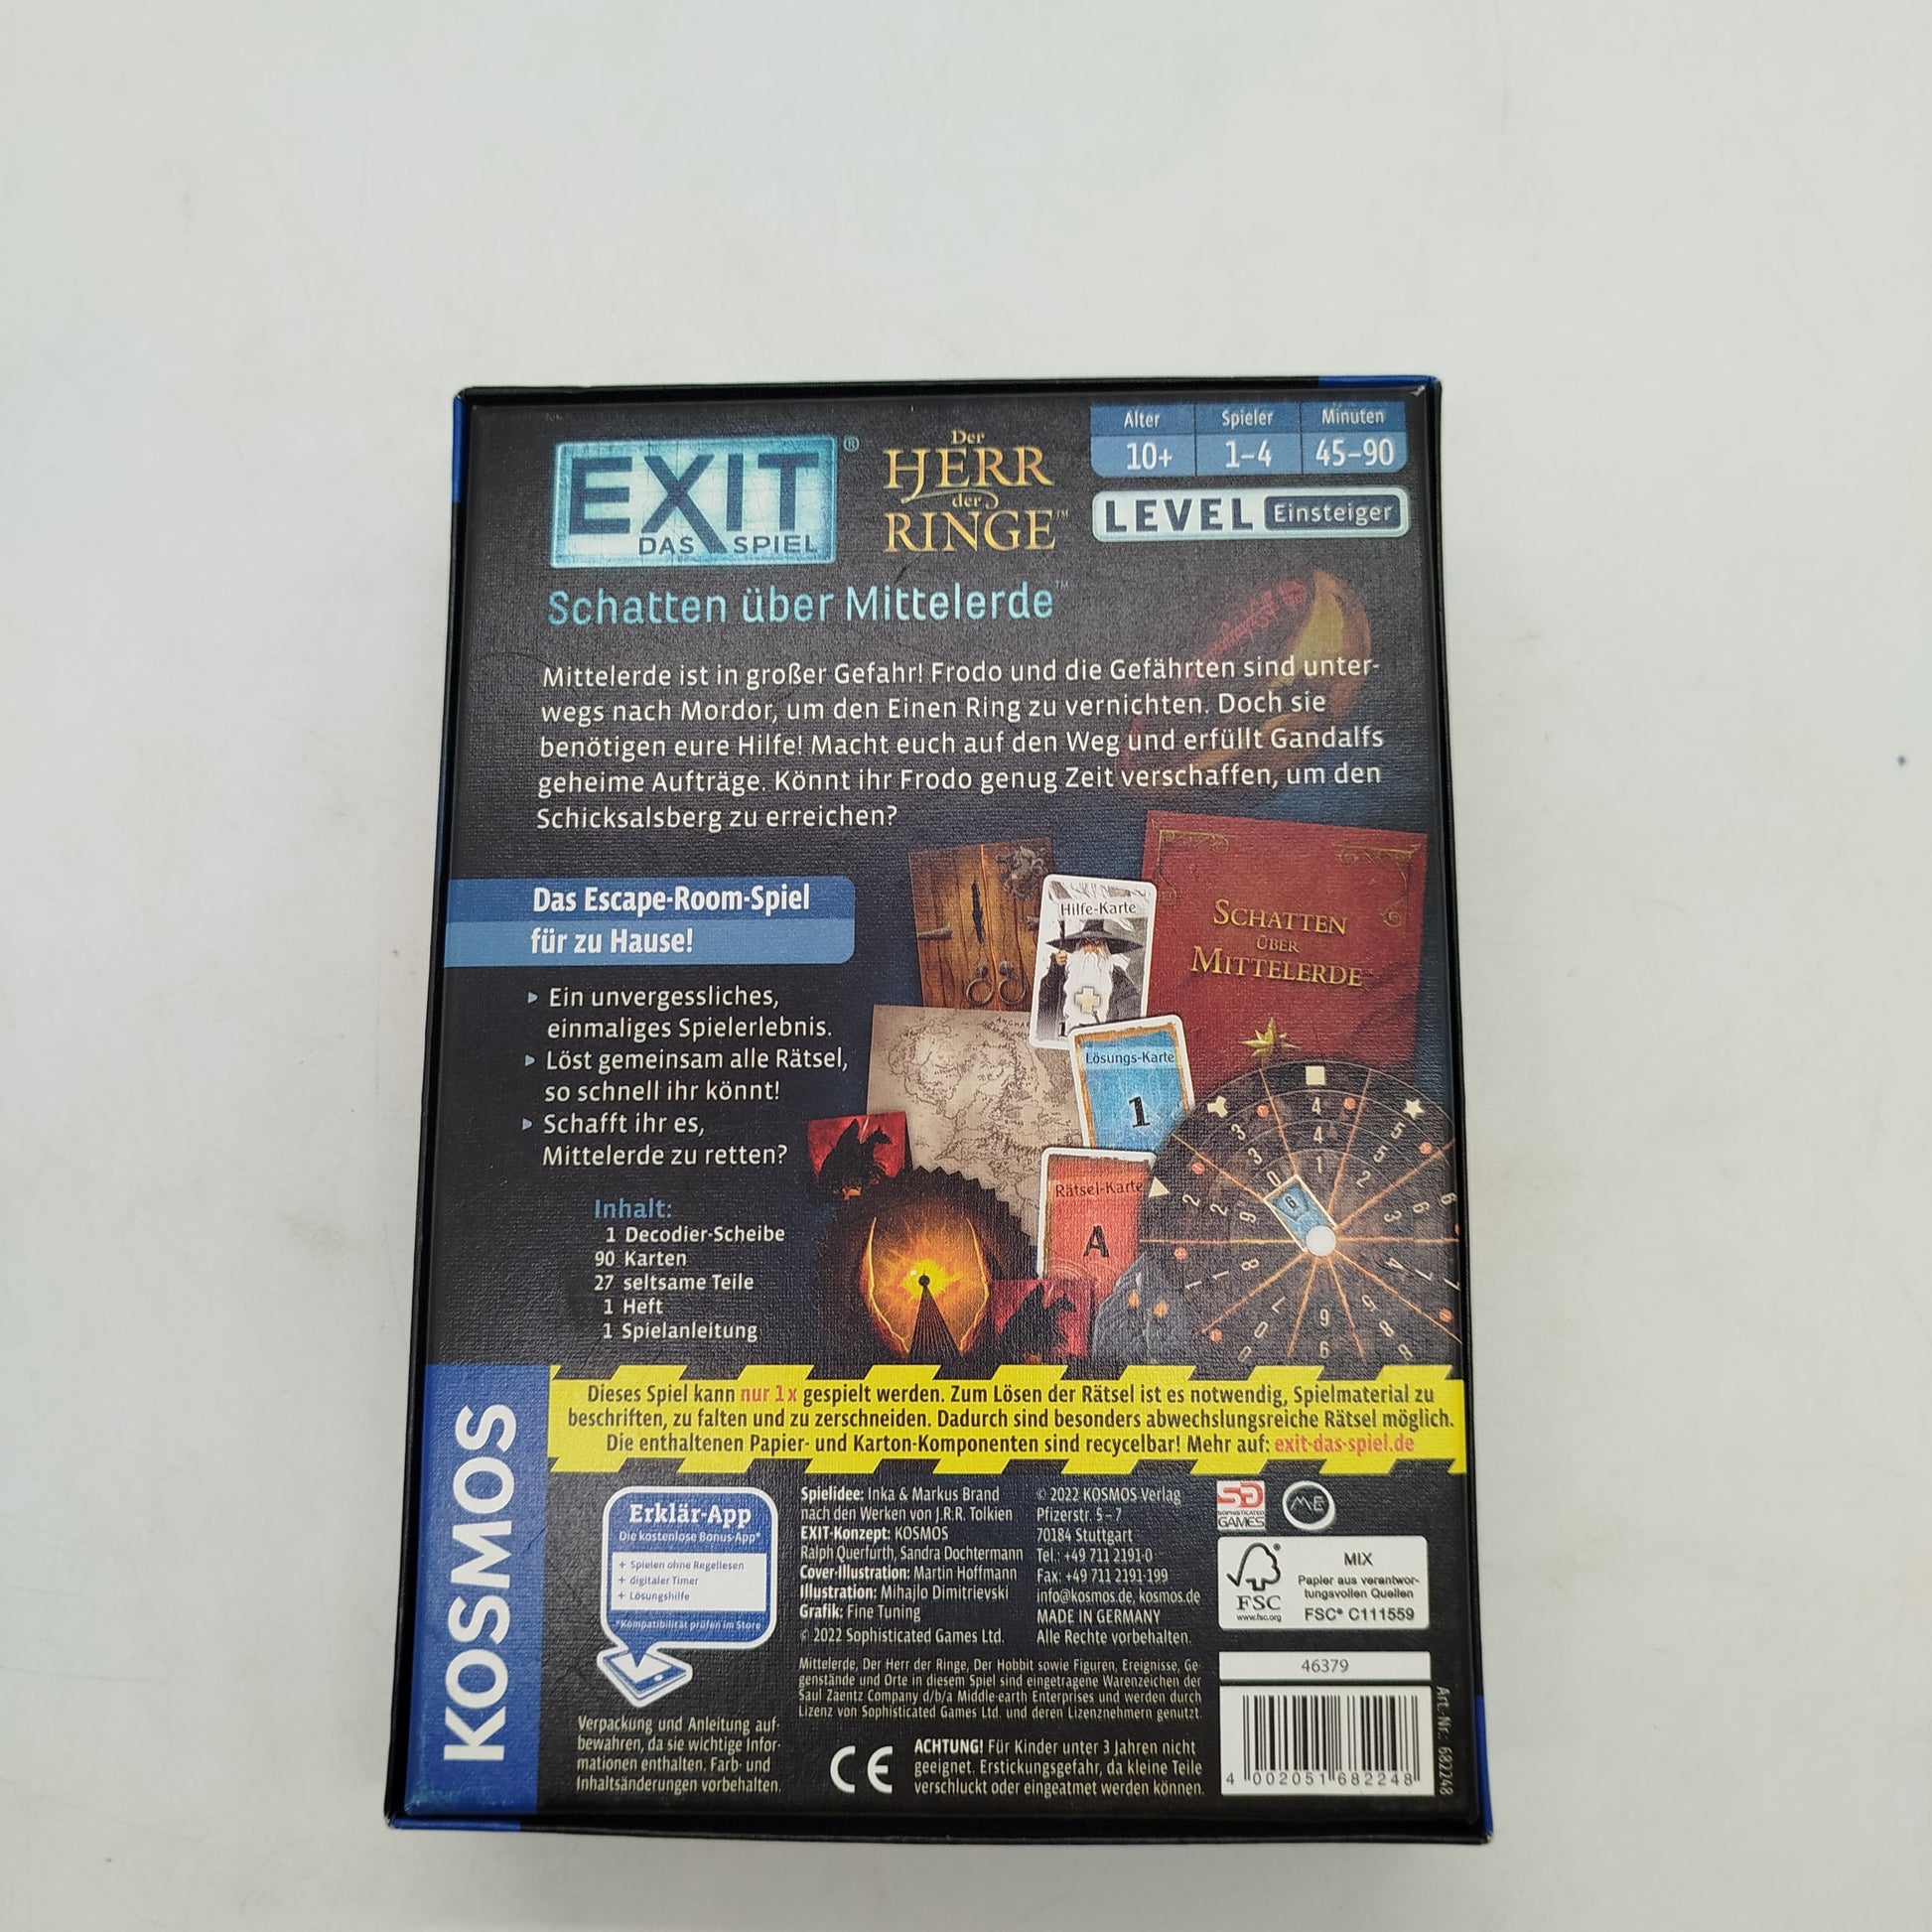 EXIT®
DAS SPIEL
Der
HERR
der
RINGE™
Alter
10+
Spieler
1–4
Minuten
45–90
LEVEL Einsteiger
Schatten über Mittelerde™
Mittelerde ist in großer Gefahr! Frodo und die Gefährten sind unter-
wegs nach Mordor, um den Einen Ring zu vernichten. Doch sie
benötigen eure Hilfe! Macht euch auf den Weg und erfüllt Gandalfs
geheime Aufträge. Könnt ihr Frodo genug Zeit verschaffen, um den
Schicksalsberg zu erreichen?
Das Escape-Room-Spiel
für zu Hause!
▸ Ein unvergessliches,
einmaliges Spielerlebnis.
▸ Löst gemeinsam alle Rätsel,
so schnell ihr könnt!
▸ Schafft ihr es,
Mittelerde zu retten?
Inhalt:
1 Decodier-Scheibe
90 Karten
27 seltsame Teile
1 Heft
1 Spielanleitung
Hilfe-Karte
SCHATTEN
ÜBER
MITTELERDE
Lösungs-Karte
1
Rätsel-Karte
A
Dieses Spiel kann nur 1x gespielt werden. Zum Lösen der Rätsel ist es notwendig, Spielmaterial zu
beschriften, zu falten und zu zerschneiden. Dadurch sind besonders abwechslungsreiche Rätsel möglich.
Die enthaltenen Papier- und Karton-Komponenten sind recycelbar! Mehr auf: exit-das-spiel.de
KOSMOS
Erklär-App
Die kostenlose Bonus-App*
+ Spielen ohne Regellesen
+ digitaler Timer
+ Lösungshilfe
*Kompatibilität prüfen im Store
Verpackung und Anleitung auf-
bewahren, da sie wichtige Infor-
mationen enthalten. Farb- und
Inhaltsänderungen vorbehalten.
Spielidee: Inka & Markus Brand
nach den Werken von J.R.R. Tolkien
EXIT-Konzept: KOSMOS
Ralph Querfurth, Sandra Dochtermann
Cover-Illustration: Martin Hoffmann
Illustration: Mihajlo Dimitrievski
Grafik: Fine Tuning
© 2022 Sophisticated Games Ltd.
© 2022 KOSMOS Verlag
Pfizerstr. 5–7
70184 Stuttgart
Tel.: +49 711 2191-0
Fax: +49 711 2191-199
info@kosmos.de, kosmos.de
MADE IN GERMANY
Alle Rechte vorbehalten.
Mittelerde, Der Herr der Ringe, Der Hobbit sowie Figuren, Ereignisse, Ge-
genstände und Orte in diesem Spiel sind eingetragene Warenzeichen der
Saul Zaentz Company d/b/a Middle-earth Enterprises und werden durch
Lizenz von Sophisticated Games Ltd. und deren Lizenznehmern genutzt.
CE
ACHTUNG! Für Kinder unter 3 Jahren nicht
geeignet. Erstickungsgefahr, da kleine Teile
verschluckt oder eingeatmet werden können.
SG
SOPHISTICATED
GAMES
ME
FSC
www.fsc.org
MIX
Papier aus verantwor-
tungsvollen Quellen
FSC® C111559
46379
4 002051 682248
Art.-Nr.: 682248